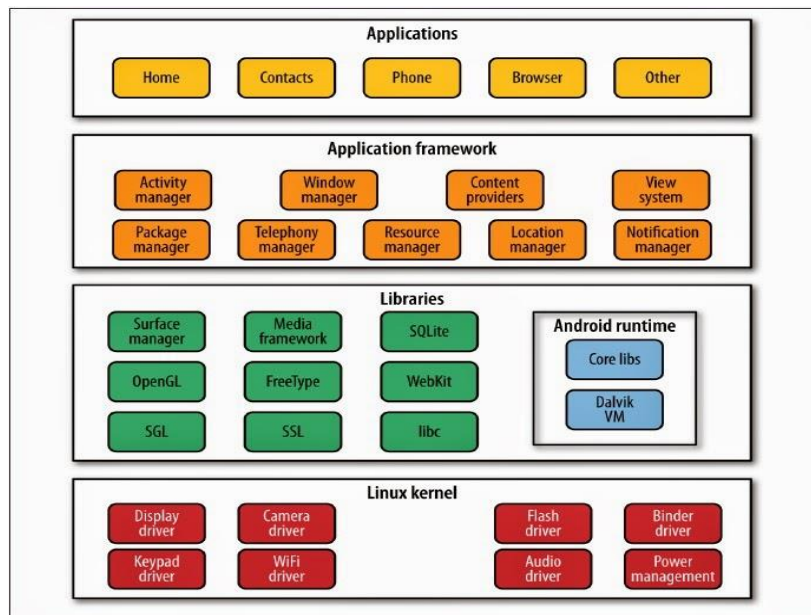 Applications
Home
Contacts
Phone
Browser
Other
Application framework
Activity
manager
Window
manager
Content
providers
View
system
Package
manager
Telephony
manager
Resource
manager
Location
manager
Notification
manager
Libraries
Surface
manager
Media
framework
SQLite
OpenGL
FreeType
WebKit
SGL
SSL
libc
Android runtime
Core libs
Dalvik
VM
Linux kernel
Display
driver
Camera
driver
Flash
driver
Binder
driver
Keypad
driver
WiFi
driver
Audio
driver
Power
management